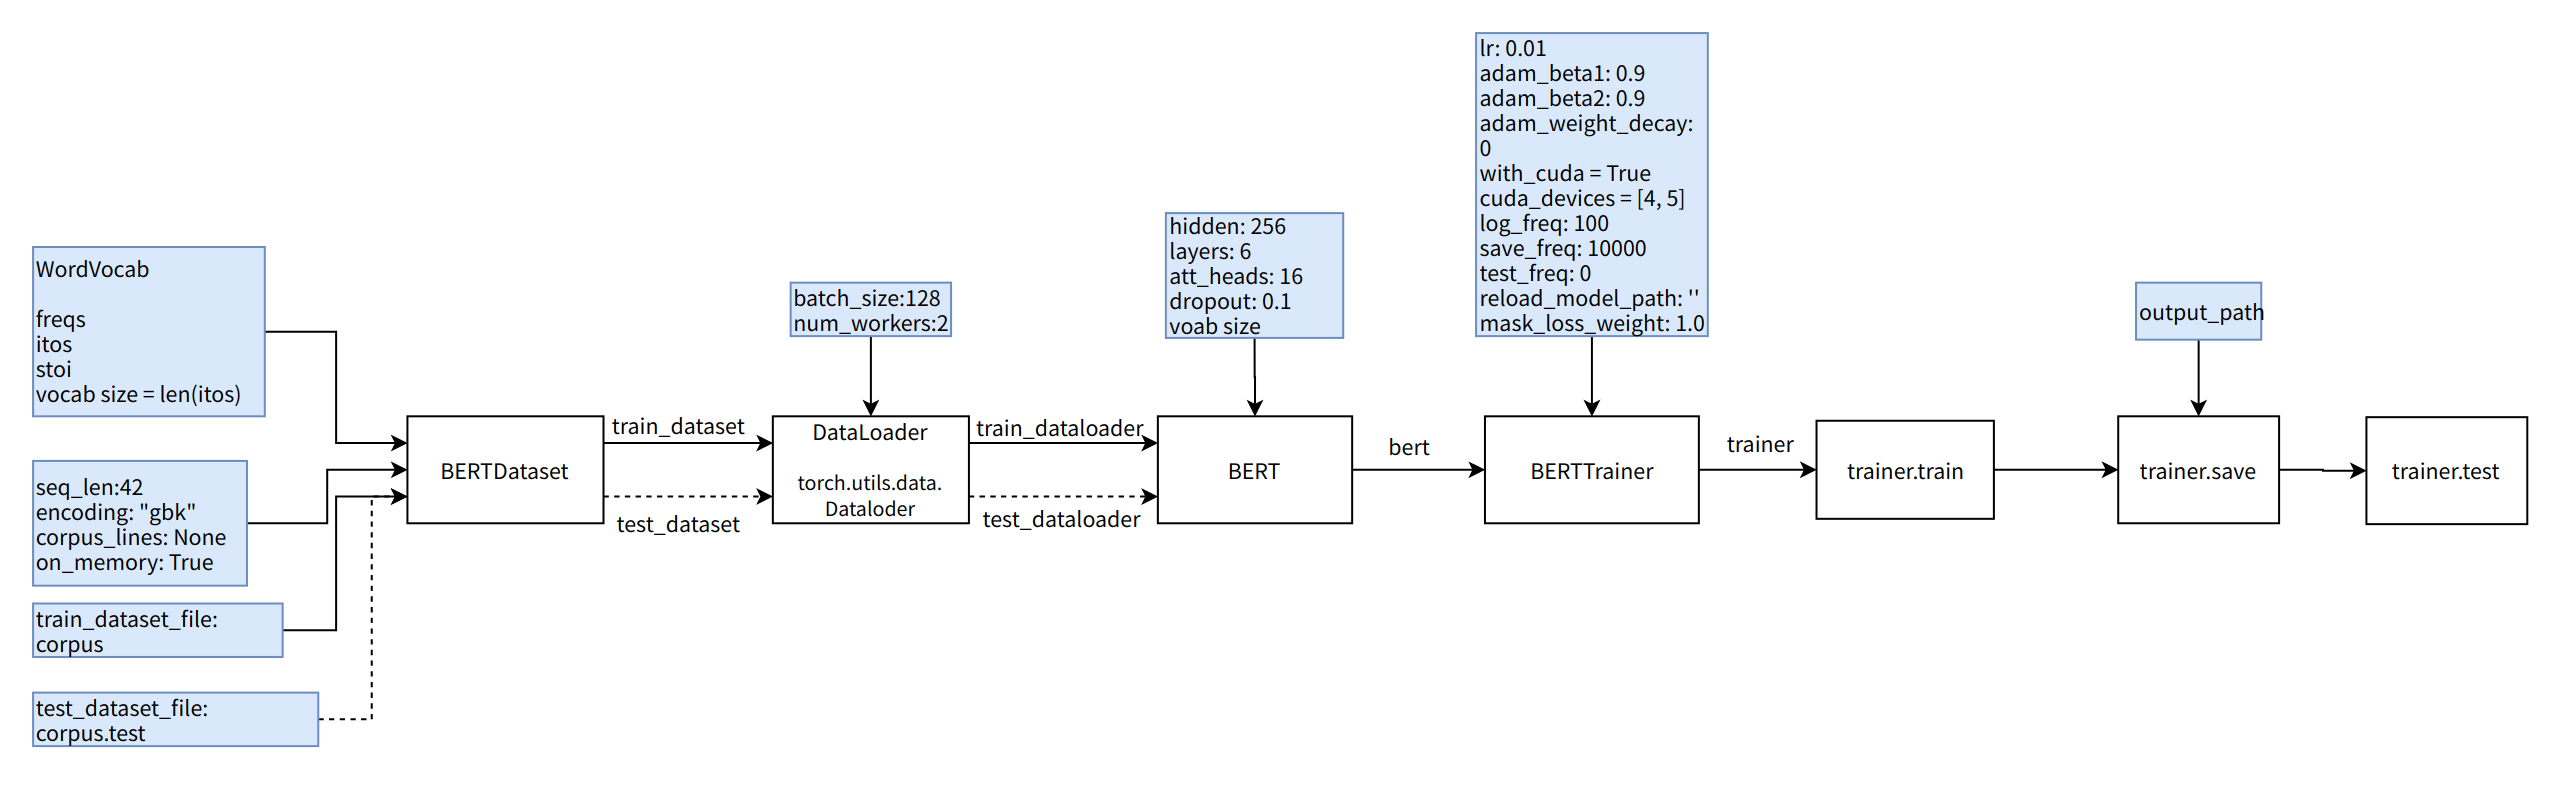 WordVocab
freqs
itos
stoi
vocab size = len(itos)
seq_len:42
encoding: "gbk"
corpus_lines: None
on_memory: True
train_dataset_file:
corpus
test_dataset_file:
corpus.test
BERTDataset
train_dataset
test_dataset
batch_size:128
num_workers:2
DataLoader
torch.utils.data.
Dataloder
train_dataloader
test_dataloader
hidden: 256
layers: 6
att_heads: 16
dropout: 0.1
voab size
BERT
bert
lr: 0.01
adam_beta1: 0.9
adam_beta2: 0.9
adam_weight_decay:
0
with_cuda = True
cuda_devices = [4, 5]
log_freq: 100
save_freq: 10000
test_freq: 0
reload_model_path: ''
mask_loss_weight: 1.0
BERTTrainer
trainer
trainer.train
output_path
trainer.save
trainer.test